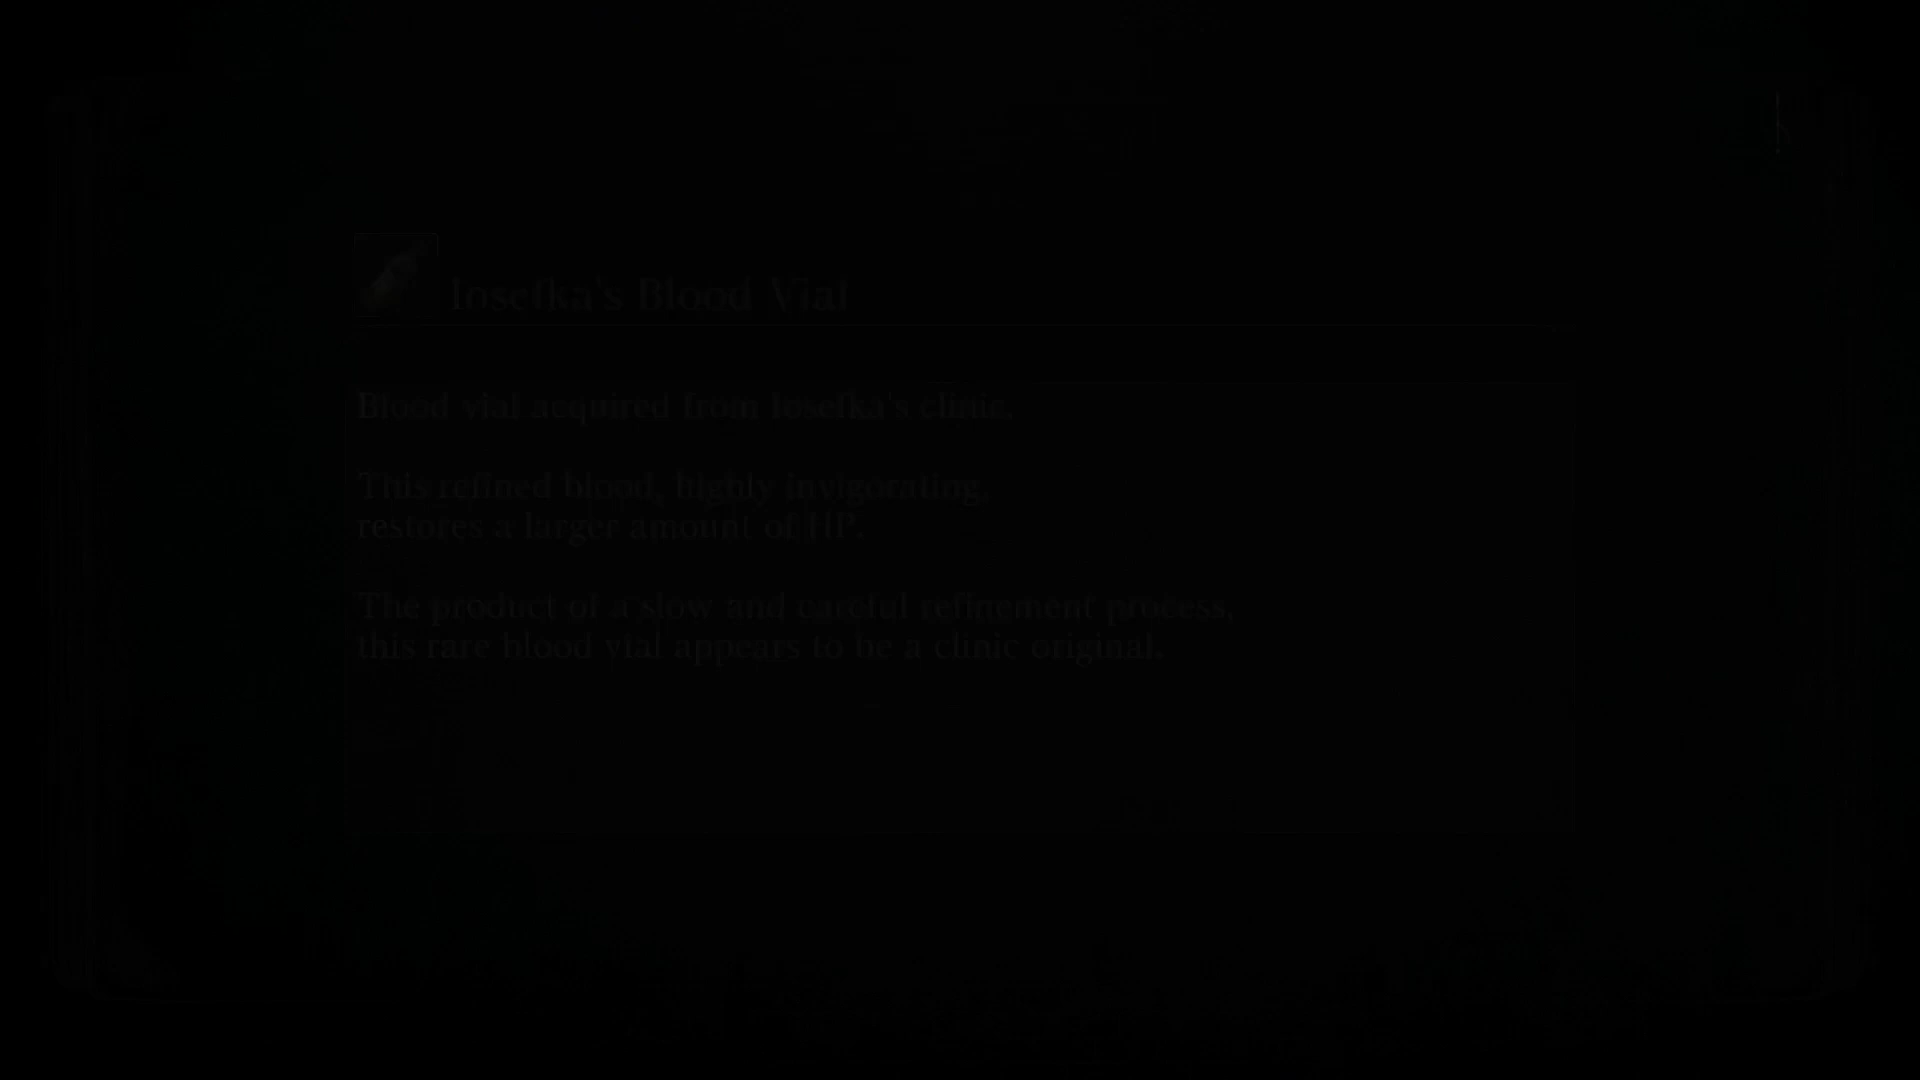 Iosefka's Blood Vial
Blood vial acquired from Iosefka's clinic.
This refined blood, highly invigorating,
restores a larger amount of HP.
The product of a slow and careful refinement process,
this rare blood vial appears to be a clinic original.